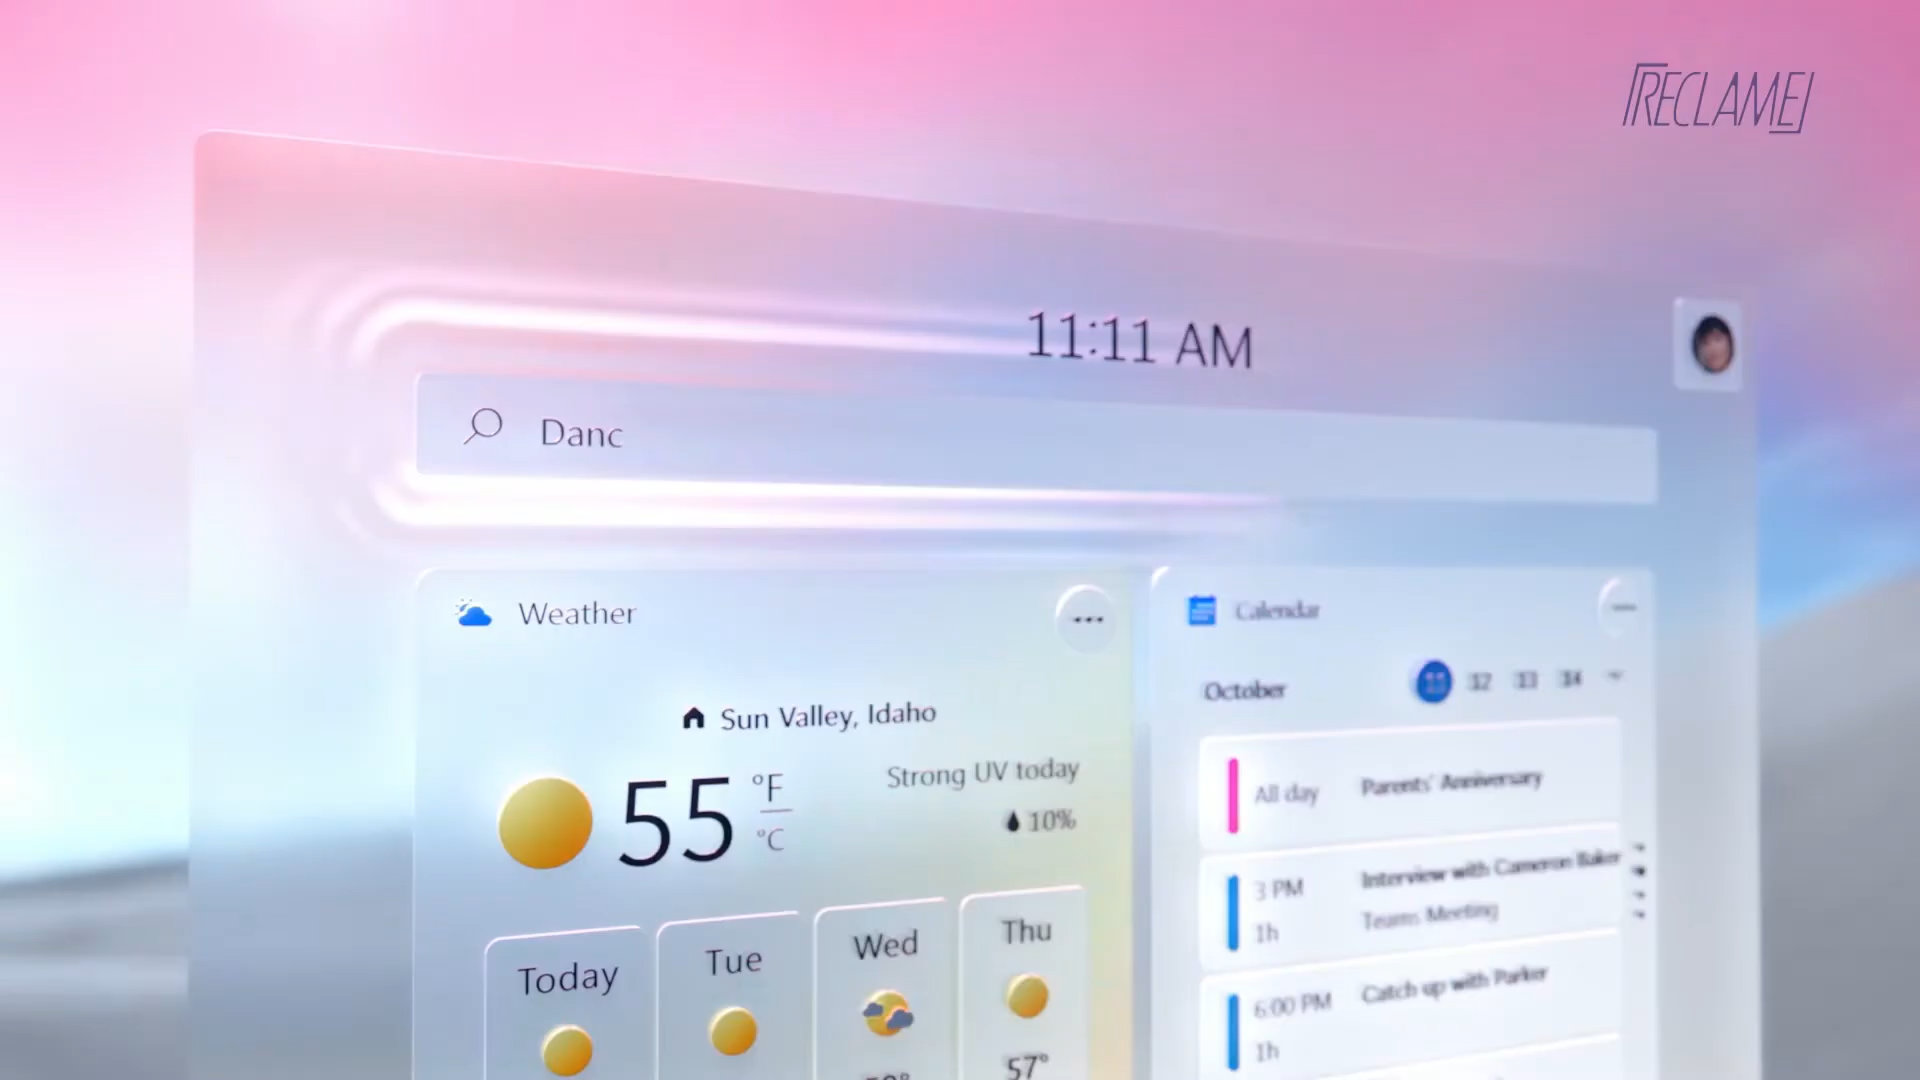 RECLAME
11:11 AM
Danc
Weather
Sun Valley, Idaho
55 °F
°C
Strong UV today
10%
Today
Tue
Wed
Thu
57°
Calendar
October
11 12 13 14
All day Parents' Anniversary
3 PM Interview with Cameron Baker
1h Teams Meeting
6:00 PM Catch up with Parker
1h